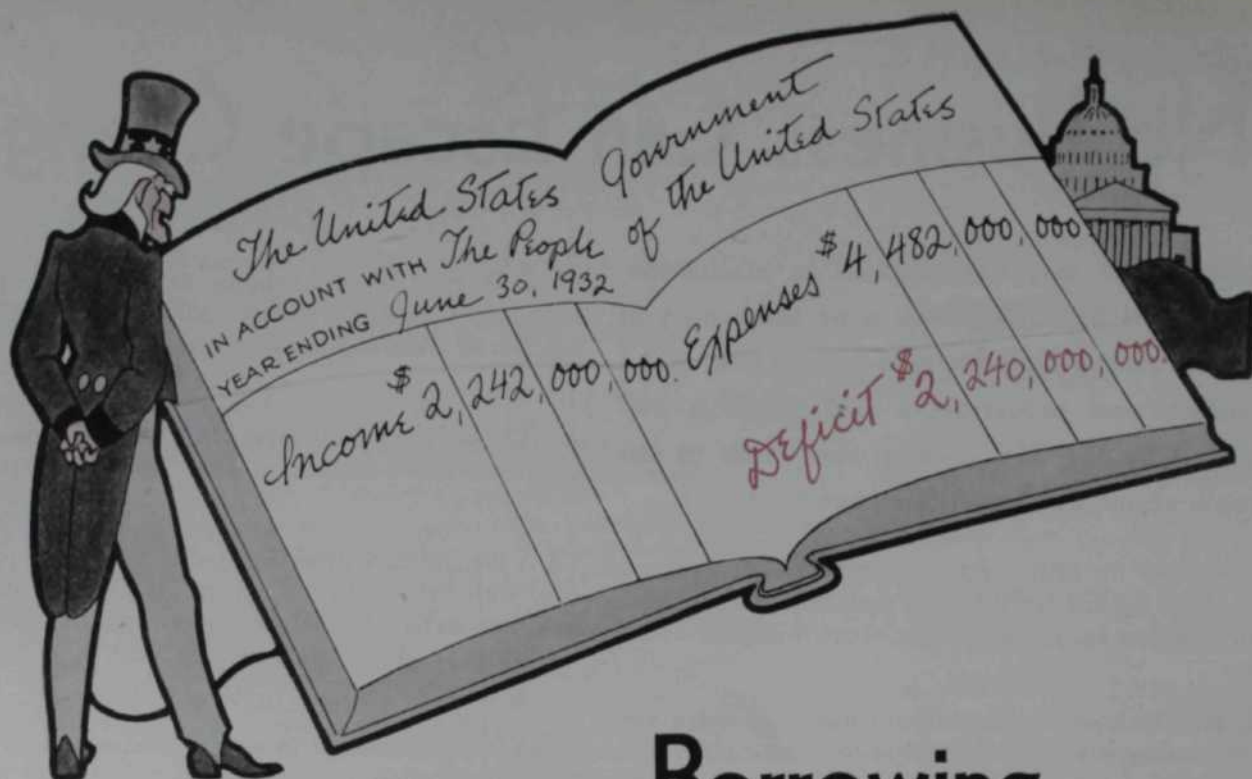 The United States Government
IN ACCOUNT WITH The People of the United States
YEAR ENDING June 30, 1932
Income $2,242,000,000.
Expenses $4,482,000,000
Deficit $2,240,000,000.
Borrowing